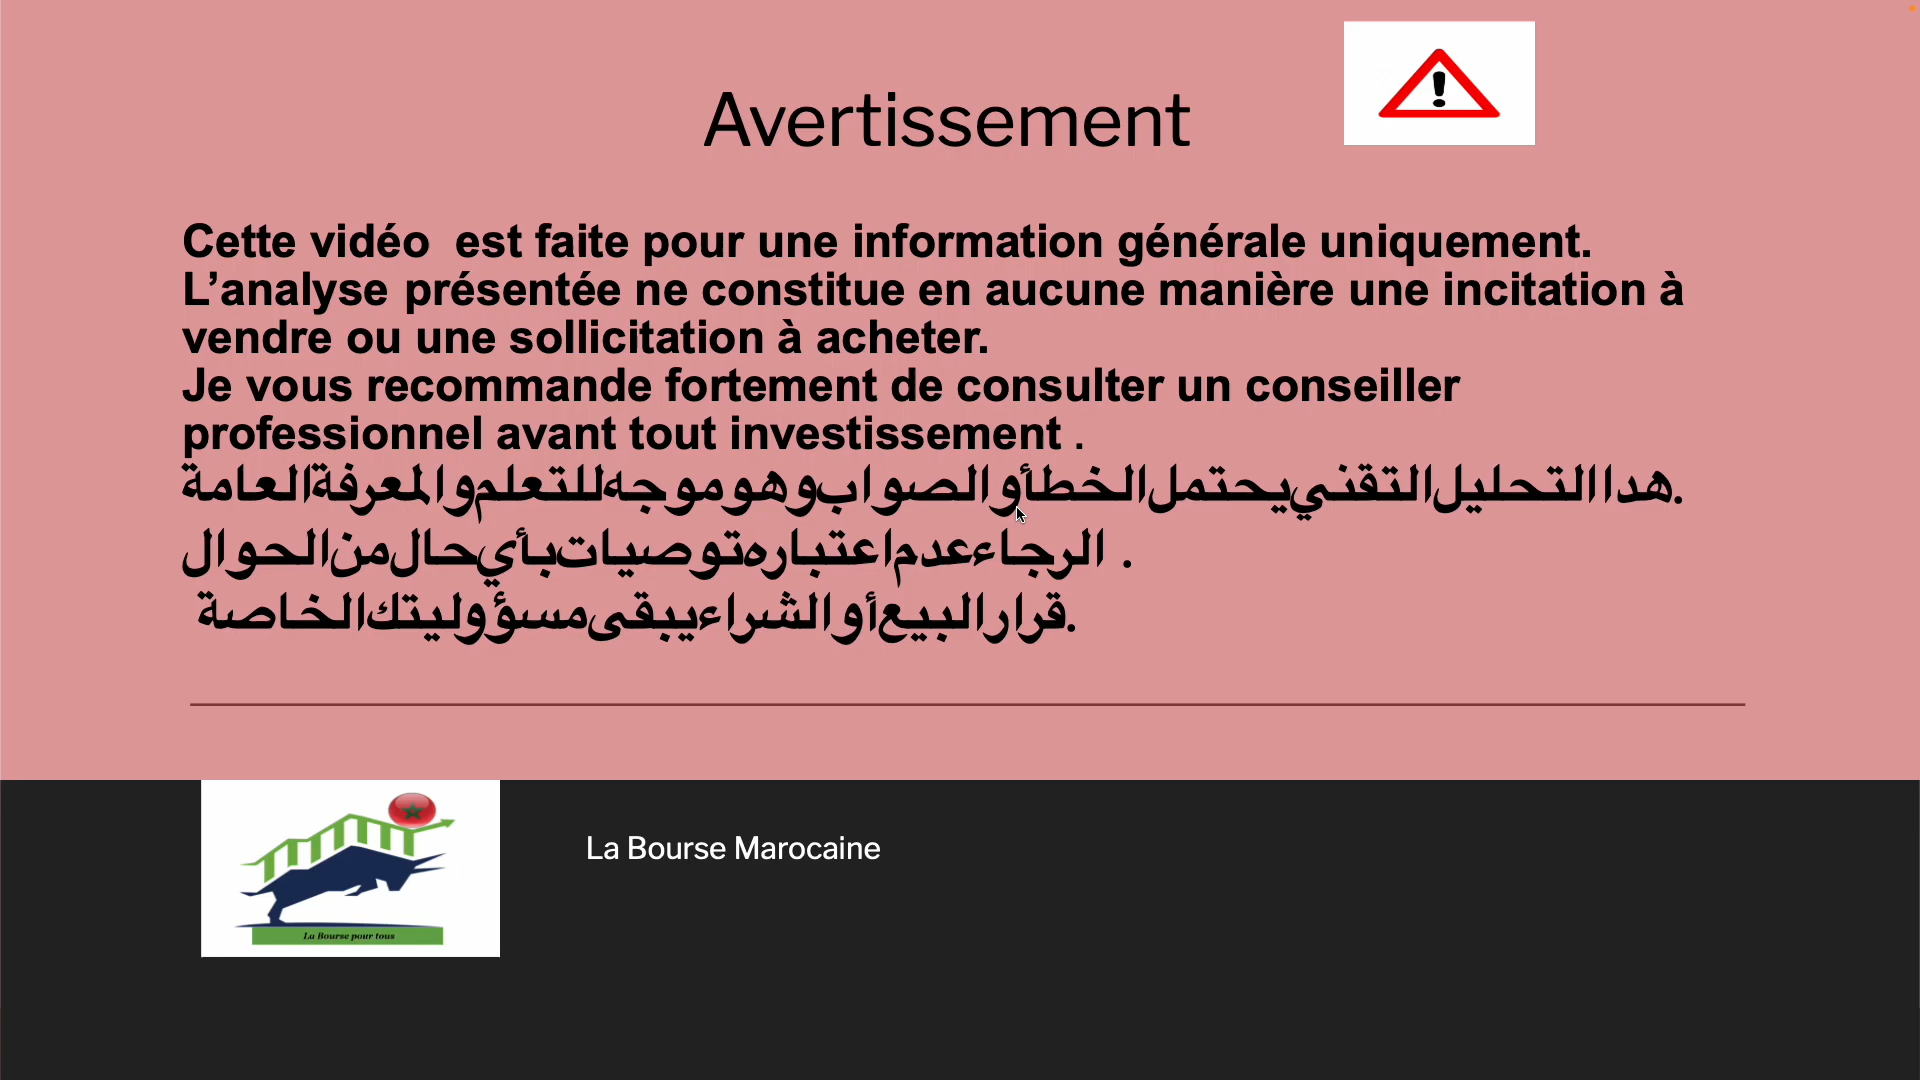 Avertissement
Cette vidéo est faite pour une information générale uniquement.
L’analyse présentée ne constitue en aucune manière une incitation à
vendre ou une sollicitation à acheter.
Je vous recommande fortement de consulter un conseiller
professionnel avant tout investissement .
هدا التحليل التقني يحتمل الخطأ و الصواب وهو موجه للتعلم و المعرفة العامة.
الرجاء عدم اعتباره توصيات بأي حال من الحوال .
قرار البيع أو الشراء يبقى مسؤوليتك الخاصة.
La Bourse pour tous
La Bourse Marocaine